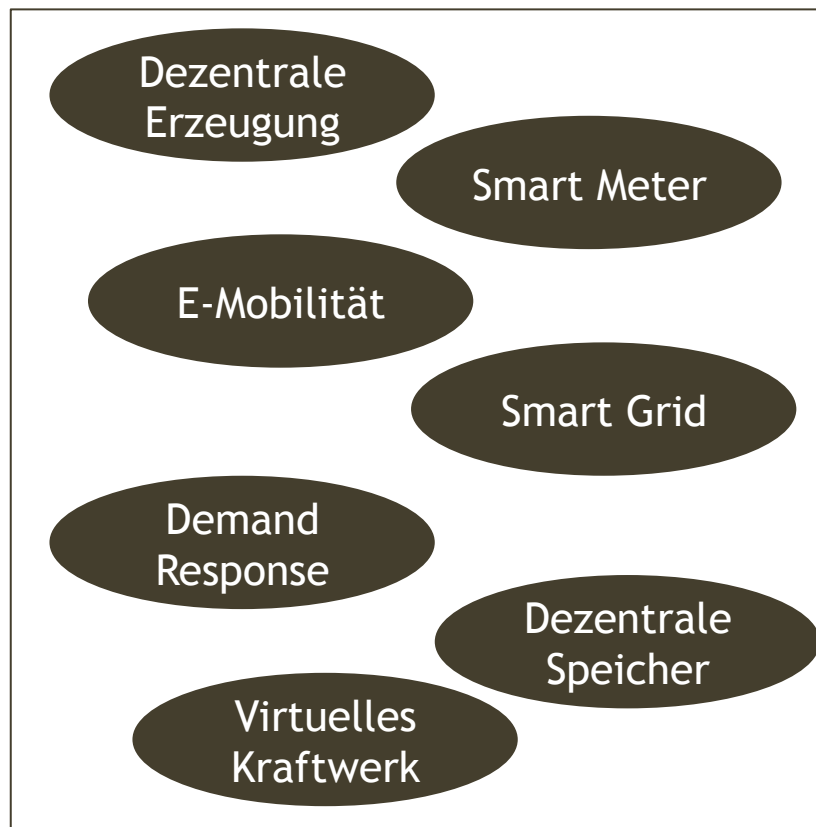 Dezentrale
Erzeugung
Smart Meter
E-Mobilität
Smart Grid
Demand
Response
Dezentrale
Speicher
Virtuelles
Kraftwerk